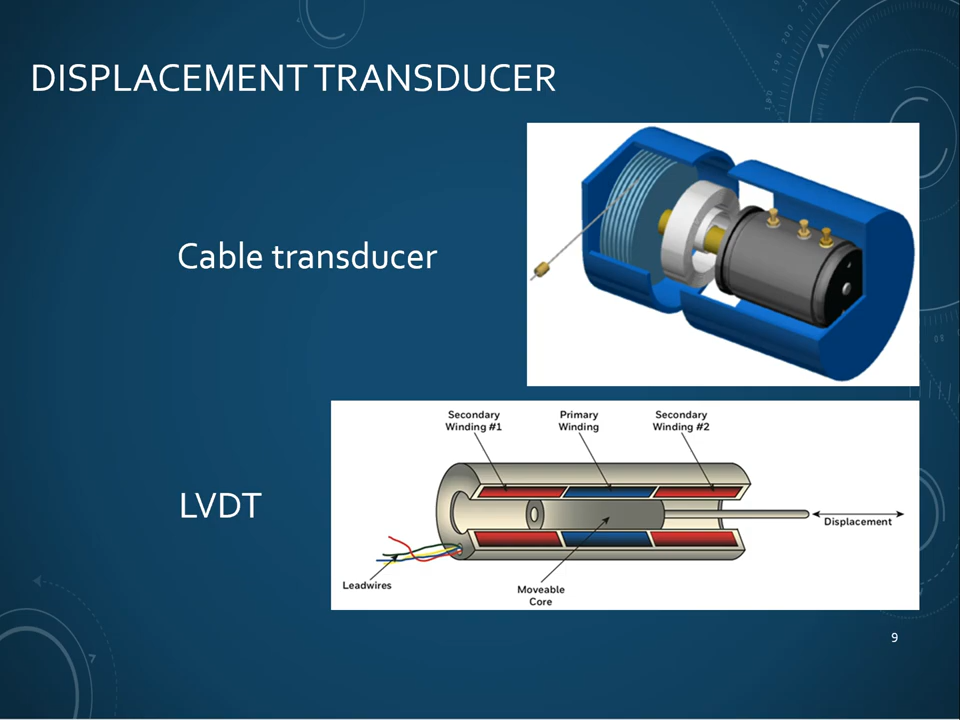 DISPLACEMENT TRANSDUCER
Cable transducer
Secondary
Winding #1
Primary
Winding
Secondary
Winding #2
LVDT
Displacement
Leadwires
Moveable
Core
9